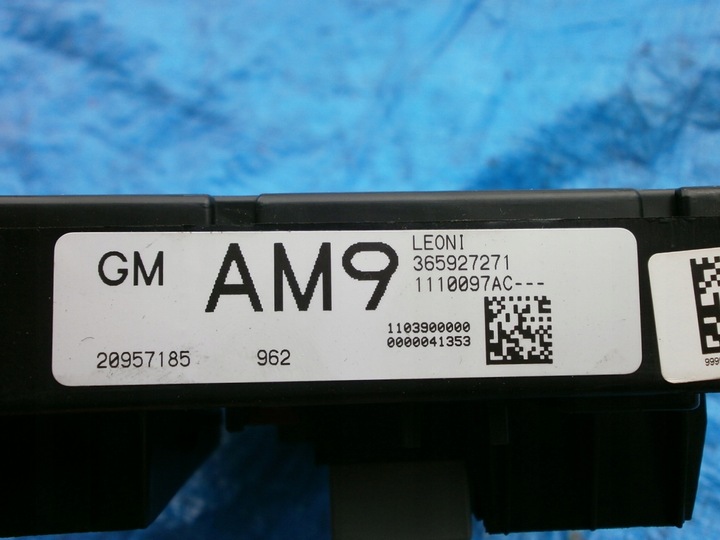 GM AM9 LEONI
365927271
1110097AC---
1103900000
0000041353
20957185 962